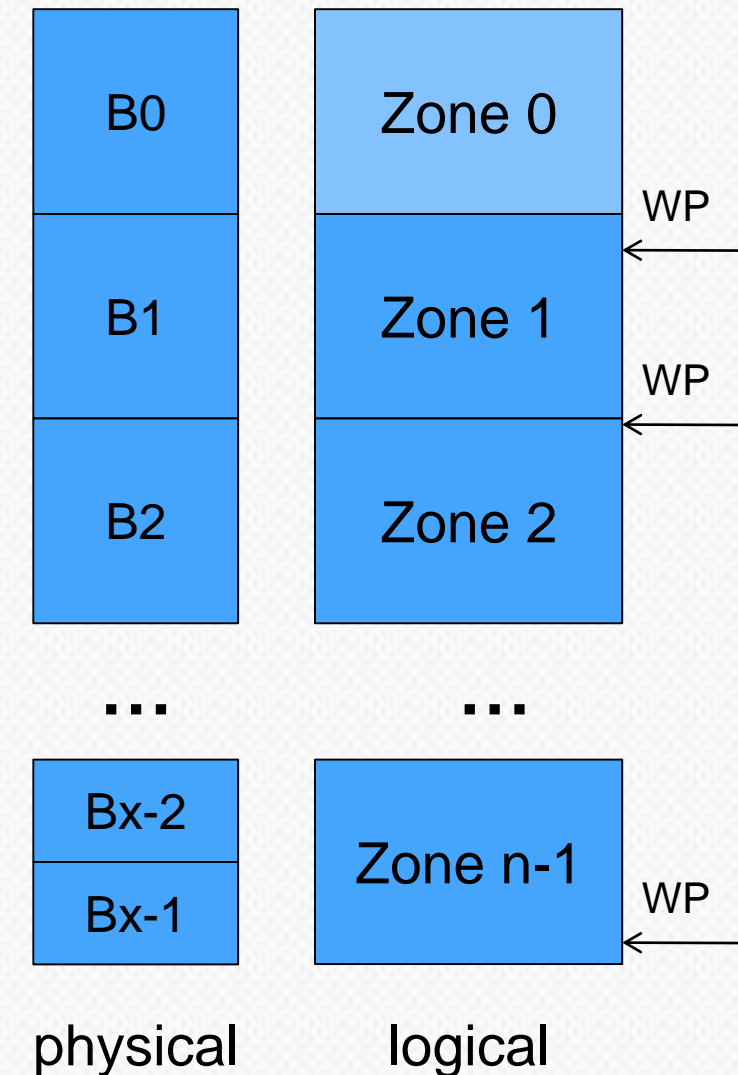 B0
Zone 0
WP
B1
Zone 1
WP
B2
Zone 2
... ...
Bx-2
Zone n-1
WP
Bx-1
physical logical